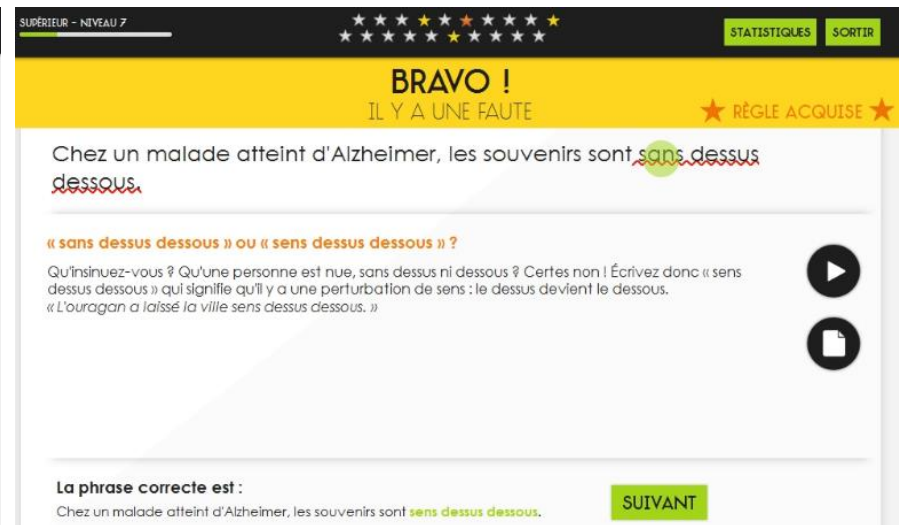 SUPÉRIEUR - NIVEAU 7
STATISTIQUES
SORTIR
BRAVO !
IL Y A UNE FAUTE
RÈGLE ACQUISE
Chez un malade atteint d'Alzheimer, les souvenirs sont sans dessus
dessous.
« sans dessus dessous » ou « sens dessus dessous » ?
Qu'insinuez-vous ? Qu'une personne est nue, sans dessus ni dessous ? Certes non ! Écrivez donc « sens
dessus dessous » qui signifie qu'il y a une perturbation de sens : le dessus devient le dessous.
« L'ouragan a laissé la ville sens dessus dessous. »
La phrase correcte est :
Chez un malade atteint d'Alzheimer, les souvenirs sont sens dessus dessous.
SUIVANT